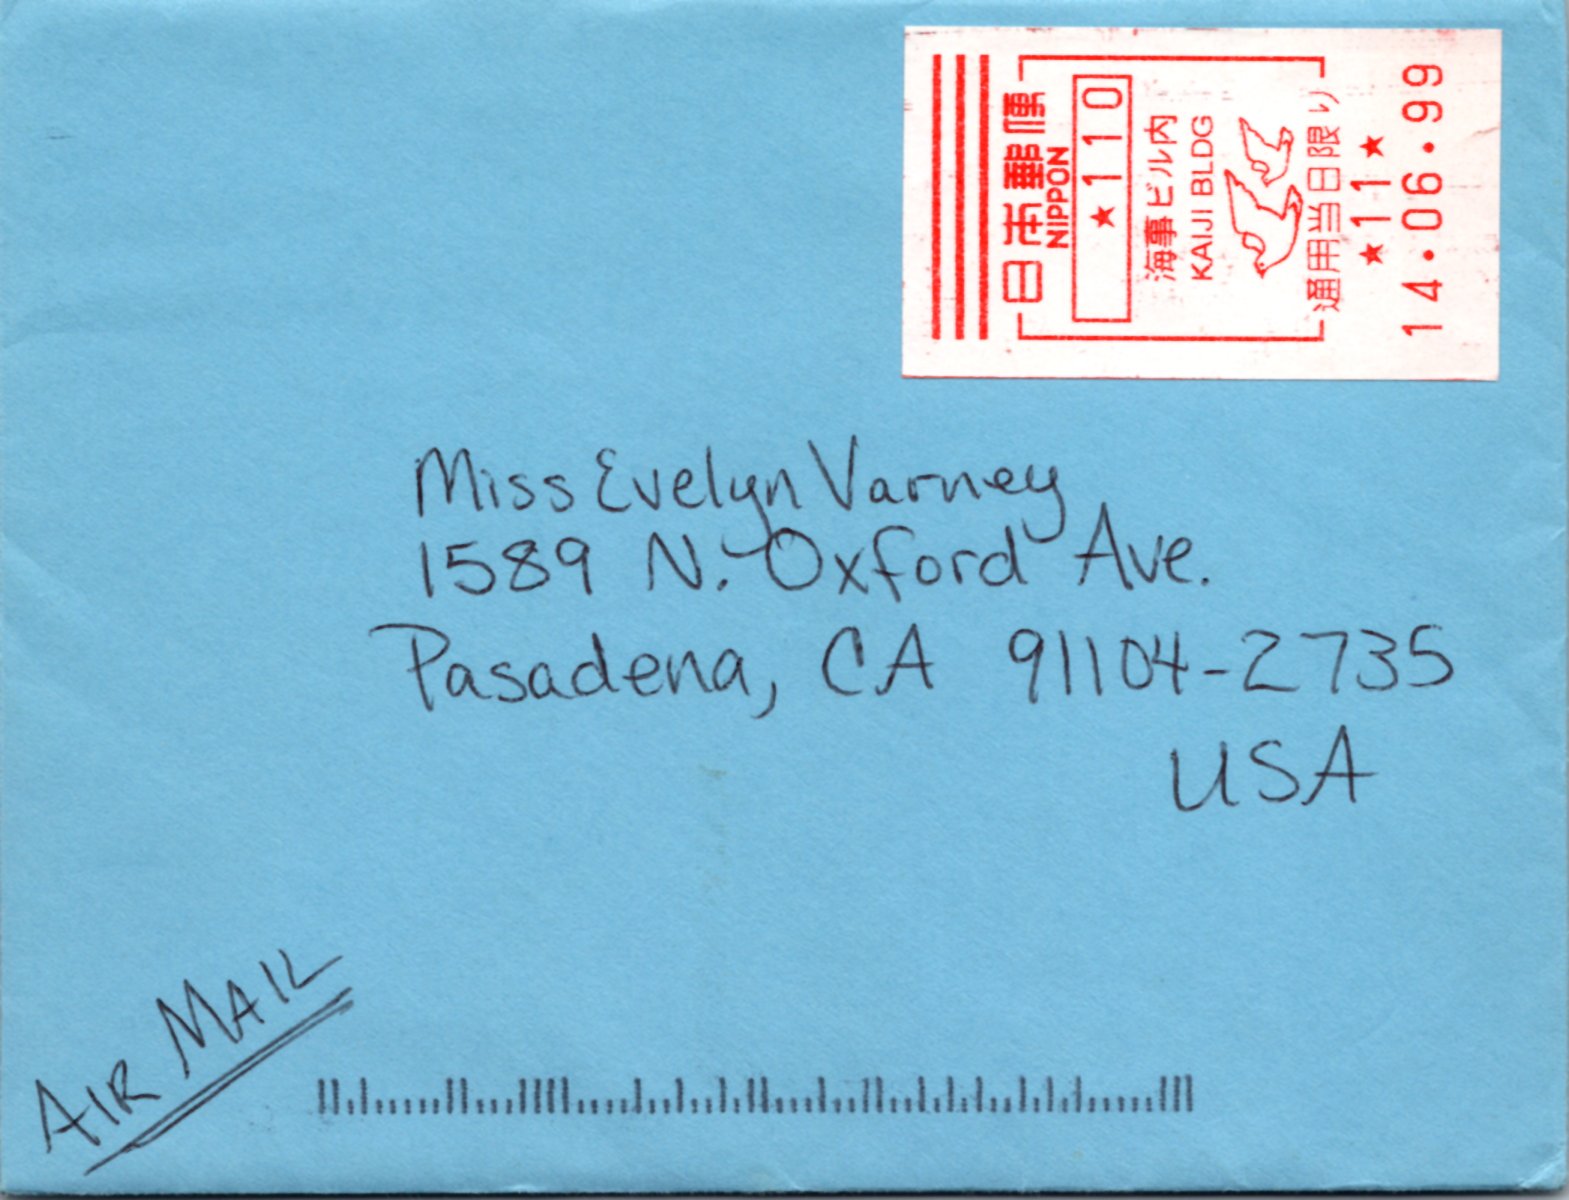 日本郵便
NIPPON
★110
海事ビル内
KAIJI BLDG
通用当日限り
★11★
14・06・99
Miss Evelyn Varney
1589 N. Oxford Ave.
Pasadena, CA 91104-2735
USA
AIR MAIL